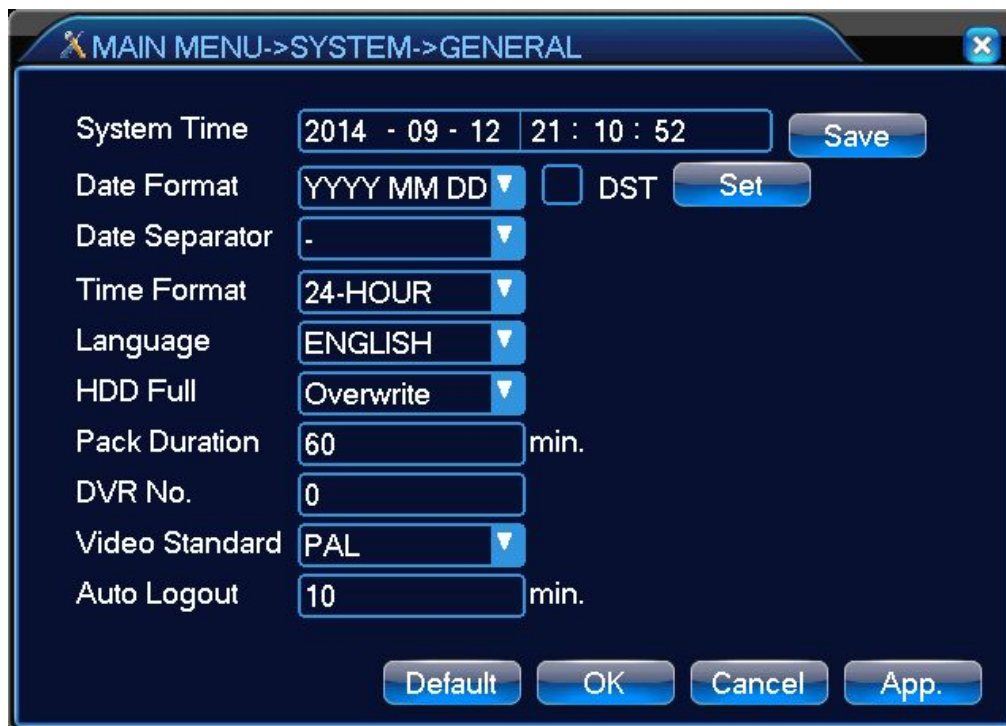 MAIN MENU->SYSTEM->GENERAL
System Time 2014 - 09 - 12 21 : 10 : 52 Save
Date Format YYYY MM DD DST Set
Date Separator -
Time Format 24-HOUR
Language ENGLISH
HDD Full Overwrite
Pack Duration 60 min.
DVR No. 0
Video Standard PAL
Auto Logout 10 min.
Default OK Cancel App.